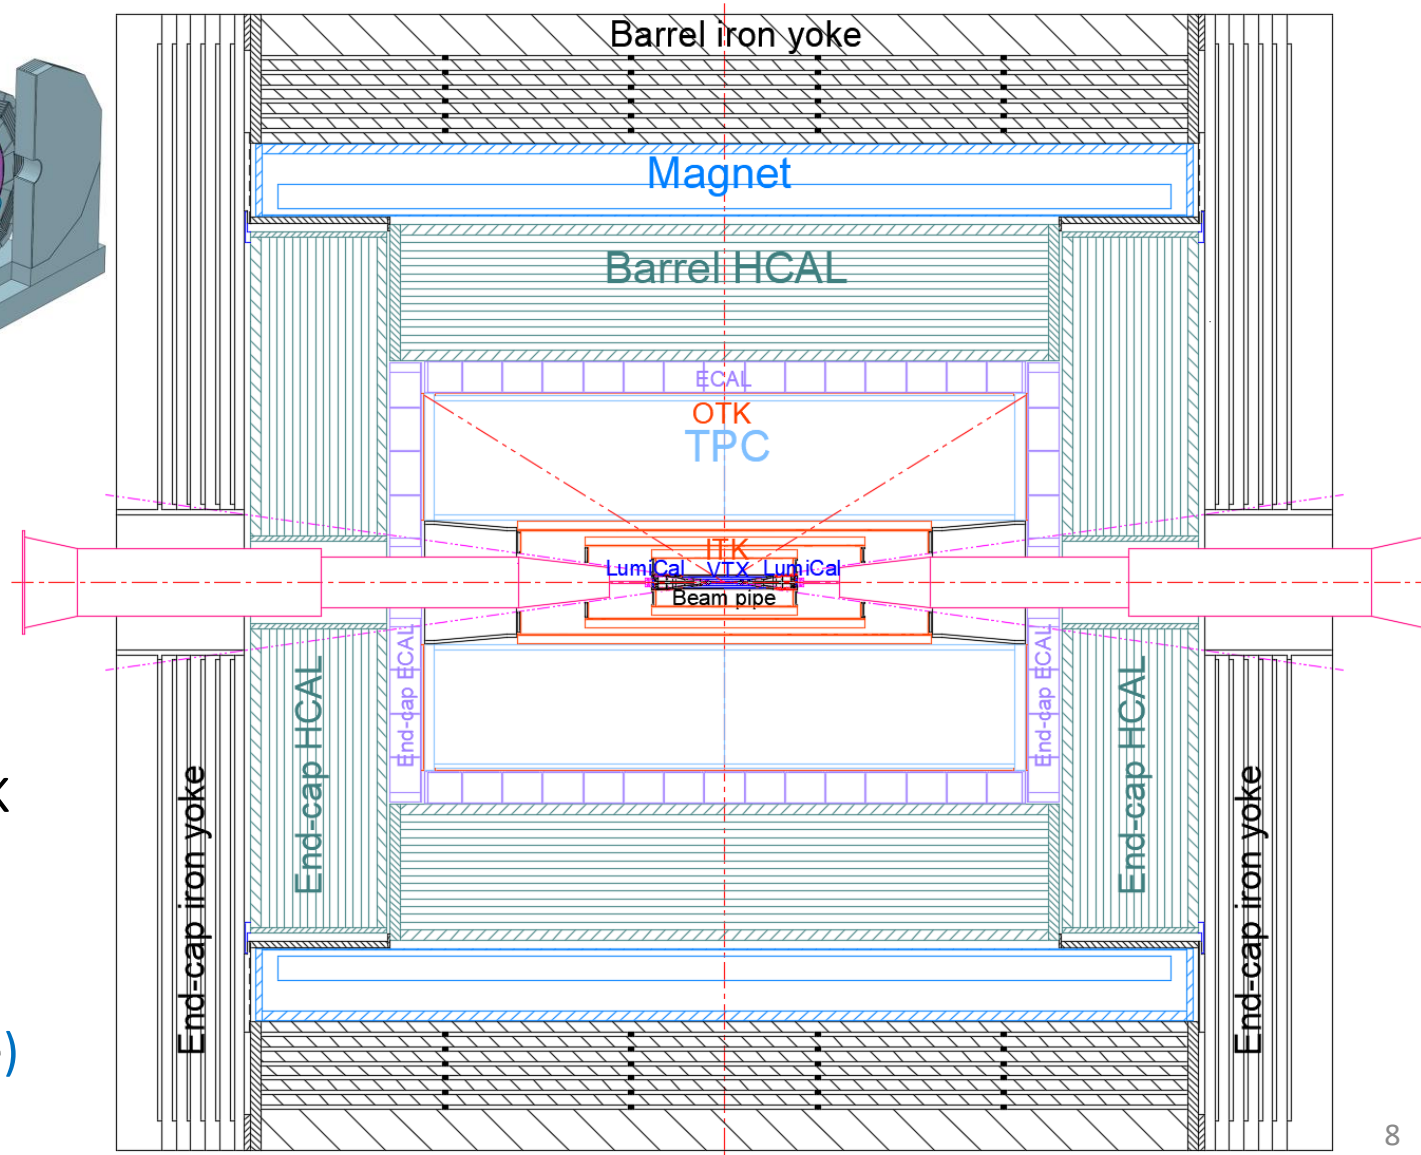 Barrel iron yoke
Magnet
Barrel HCAL
ECAL
OTK
TPC
ITK
LumiCal
VTX
LumiCal
Beam pipe
End-cap iron yoke
End-cap HCAL
End-cap ECAL
End-cap ECAL
End-cap HCAL
End-cap iron yoke
K
)
8